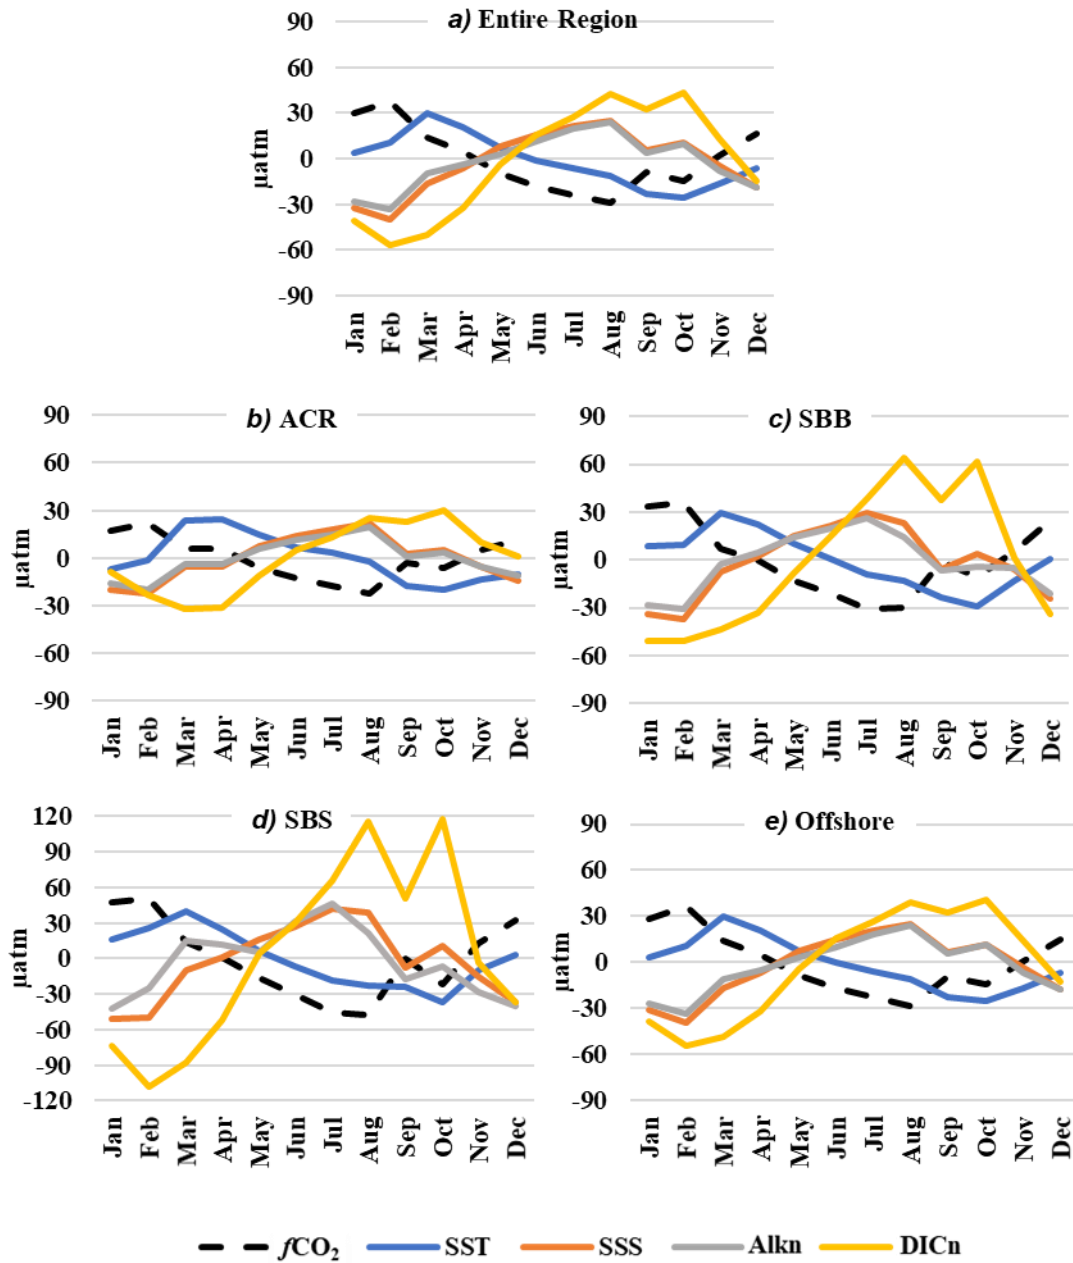 a) Entire Region
90
60
30
0
-30
-60
-90
µatm
Jan Feb Mar Apr May Jun Jul Aug Sep Oct Nov Dec
b) ACR
90
60
30
0
-30
-60
-90
µatm
Jan Feb Mar Apr May Jun Jul Aug Sep Oct Nov Dec
c) SBB
90
60
30
0
-30
-60
-90
µatm
Jan Feb Mar Apr May Jun Jul Aug Sep Oct Nov Dec
d) SBS
120
90
60
30
0
-30
-60
-90
-120
µatm
Jan Feb Mar Apr May Jun Jul Aug Sep Oct Nov Dec
e) Offshore
90
60
30
0
-30
-60
-90
µatm
Jan Feb Mar Apr May Jun Jul Aug Sep Oct Nov Dec
fCO₂ SST SSS Alkn DICn